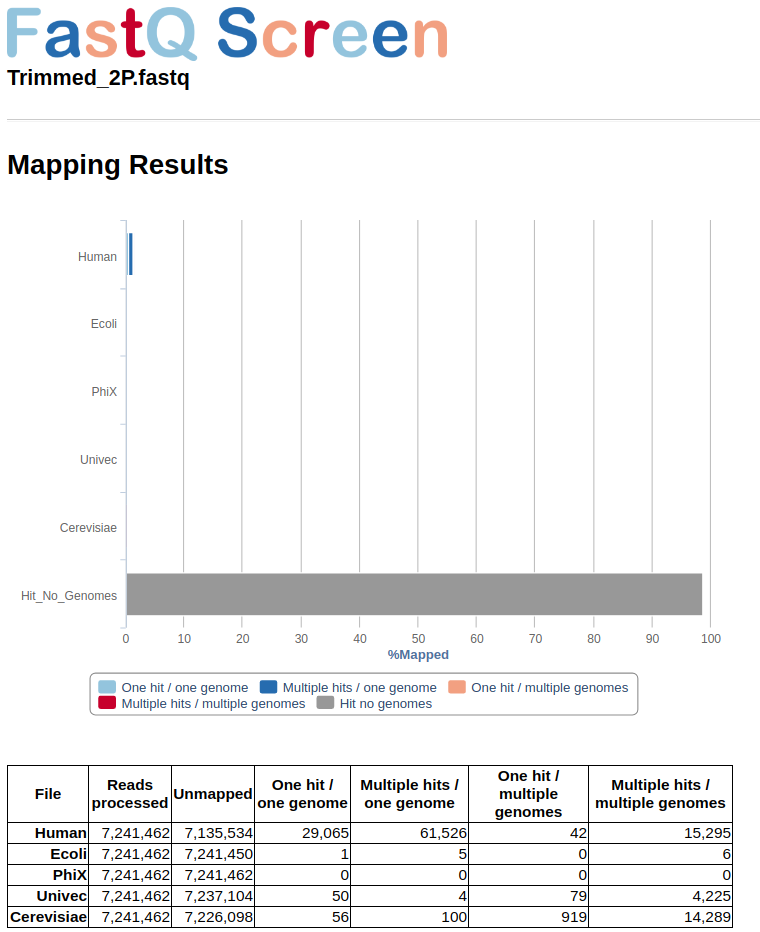 FastQ Screen
Trimmed_2P.fastq
Mapping Results
Human
Ecoli
PhiX
Univec
Cerevisiae
Hit_No_Genomes
0 10 20 30 40 50 60 70 80 90 100
%Mapped
One hit / one genome Multiple hits / one genome One hit / multiple genomes
Multiple hits / multiple genomes Hit no genomes
File Reads processed Unmapped One hit / one genome Multiple hits / one genome One hit / multiple genomes Multiple hits / multiple genomes
Human 7,241,462 7,135,534 29,065 61,526 42 15,295
Ecoli 7,241,462 7,241,450 1 5 0 6
PhiX 7,241,462 7,241,462 0 0 0 0
Univec 7,241,462 7,237,104 50 4 79 4,225
Cerevisiae 7,241,462 7,226,098 56 100 919 14,289